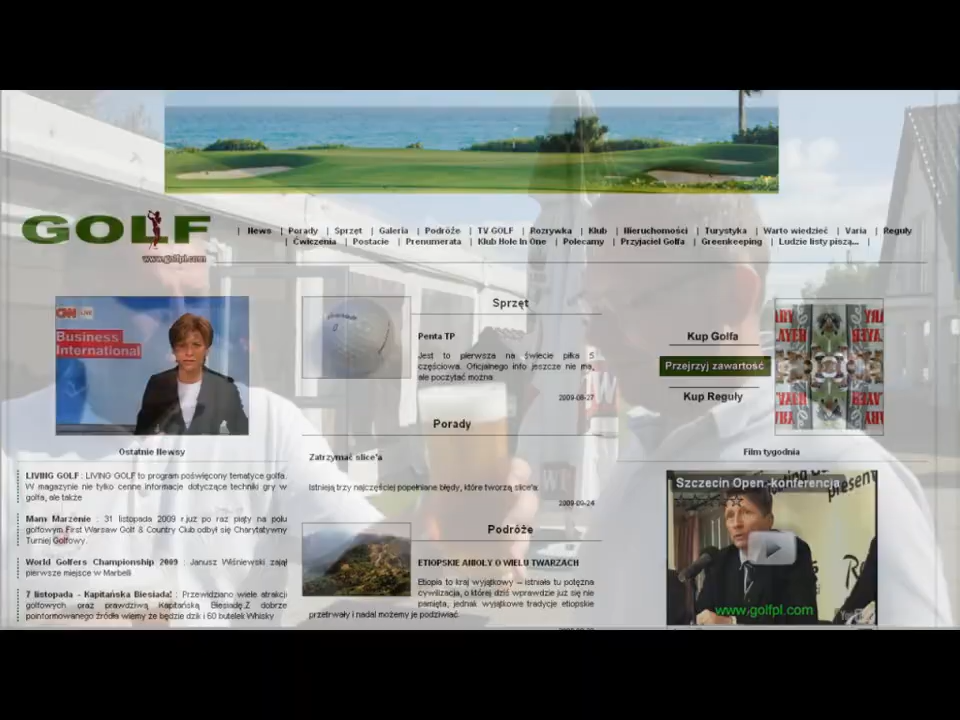 GOLF
www.golfpl.com
| News | Porady | Sprzęt | Galeria | Podróże | TV GOLF | Rozrywka | Klub | Nieruchomości | Turystyka | Warto wiedzieć | Varia | Reguły
| Ćwiczenia | Postacie | Prenumerata | Klub Hole In One | Polecamy | Przyjaciel Golfa | Greenkeeping | Ludzie listy piszą... |
CNN LIVE
Business
International
Ostatnie Newsy
LIVING GOLF : LIVING GOLF to program poświęcony tematyce golfa.
W magazynie nie tylko cenne informacje dotyczące techniki gry w
golfa, ale także
Mam Marzenie : 31 listopada 2009 r.już po raz piąty na polu
golfowym First Warsaw Golf & Country Club odbył się Charytatywny
Turniej Golfowy.
World Golfers Championship 2009 : Janusz Wiśniewski zajął
pierwsze miejsce w Marbelli
7 listopada - Kapitańska Biesiada! : Przewidziano wiele atrakcji
golfowych oraz prawdziwą Kapitańską Biesiadę.Z dobrze
poinformowanego źródła wiemy że będzie dzik i 60 butelek Whisky
Sprzęt
Penta TP
Jest to pierwsza na świecie piłka 5
częściowa. Oficjalnego info jeszcze nie ma,
ale poczytać można
2009-09-27
Porady
Zatrzymać slice'a
Istnieją trzy najczęściej popełniane błędy, które tworzą slice'a.
2009-09-24
Podróże
ETIOPSKIE ANIOŁY O WIELU TWARZACH
Etiopia to kraj wyjątkowy – istniała tu potężna
cywilizacja, o której dziś wprawdzie już się nie
pamięta, jednak wyjątkowe tradycje etiopskie
przetrwały i nadal możemy je podziwiać.
Kup Golfa
Przejrzyj zawartość
Kup Reguły
Film tygodnia
Szczecin Open -konferencja
present
www.golfpl.com
YouTube